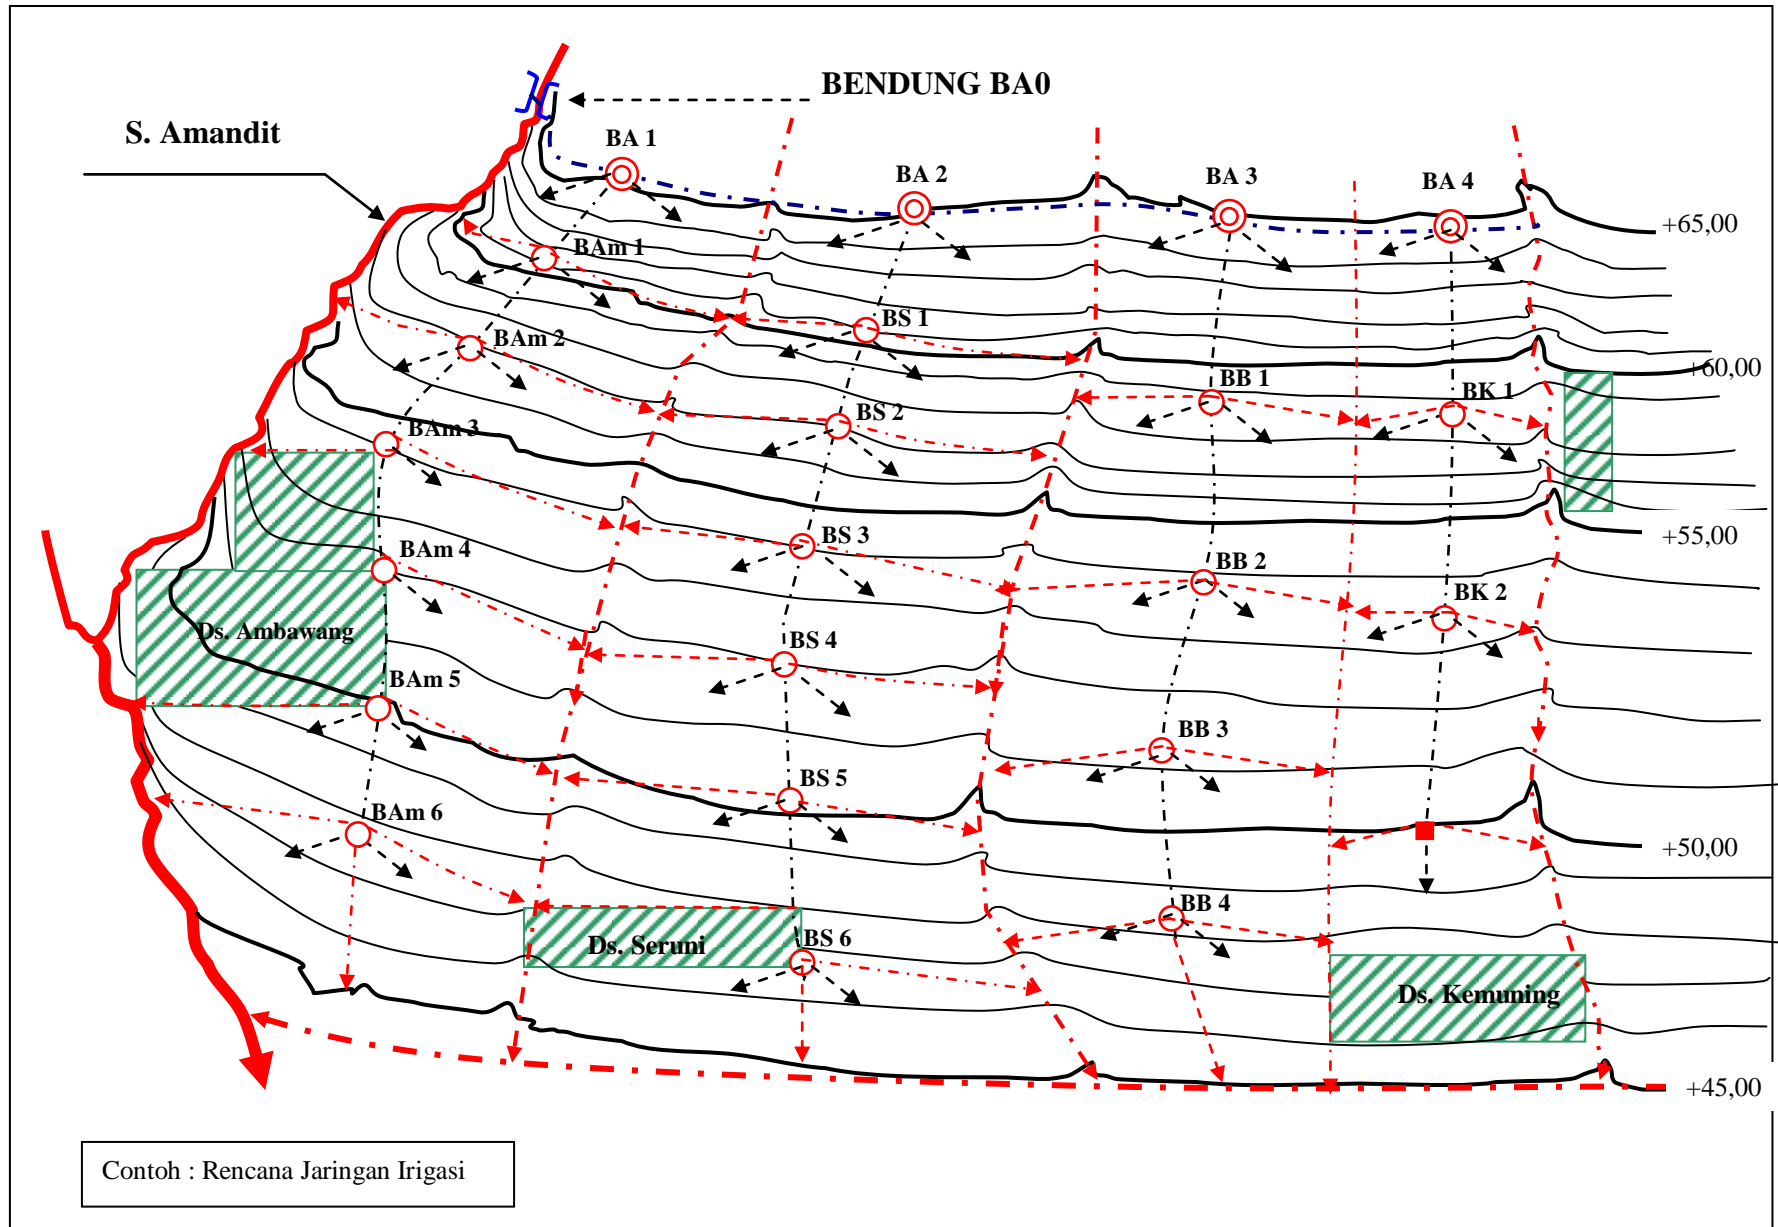 BENDUNG BA0
S. Amandit
BA 1
BA 2
BA 3
BA 4
+65,00
BAm 1
BS 1
BAm 2
+60,00
BB 1
BK 1
BS 2
BAm 3
+55,00
BS 3
BAm 4
BB 2
BK 2
Ds. Ambawang
BS 4
BAm 5
BB 3
BS 5
BAm 6
+50,00
BB 4
BS 6
Ds. Seruni
Ds. Kemuning
+45,00
Contoh : Rencana Jaringan Irigasi